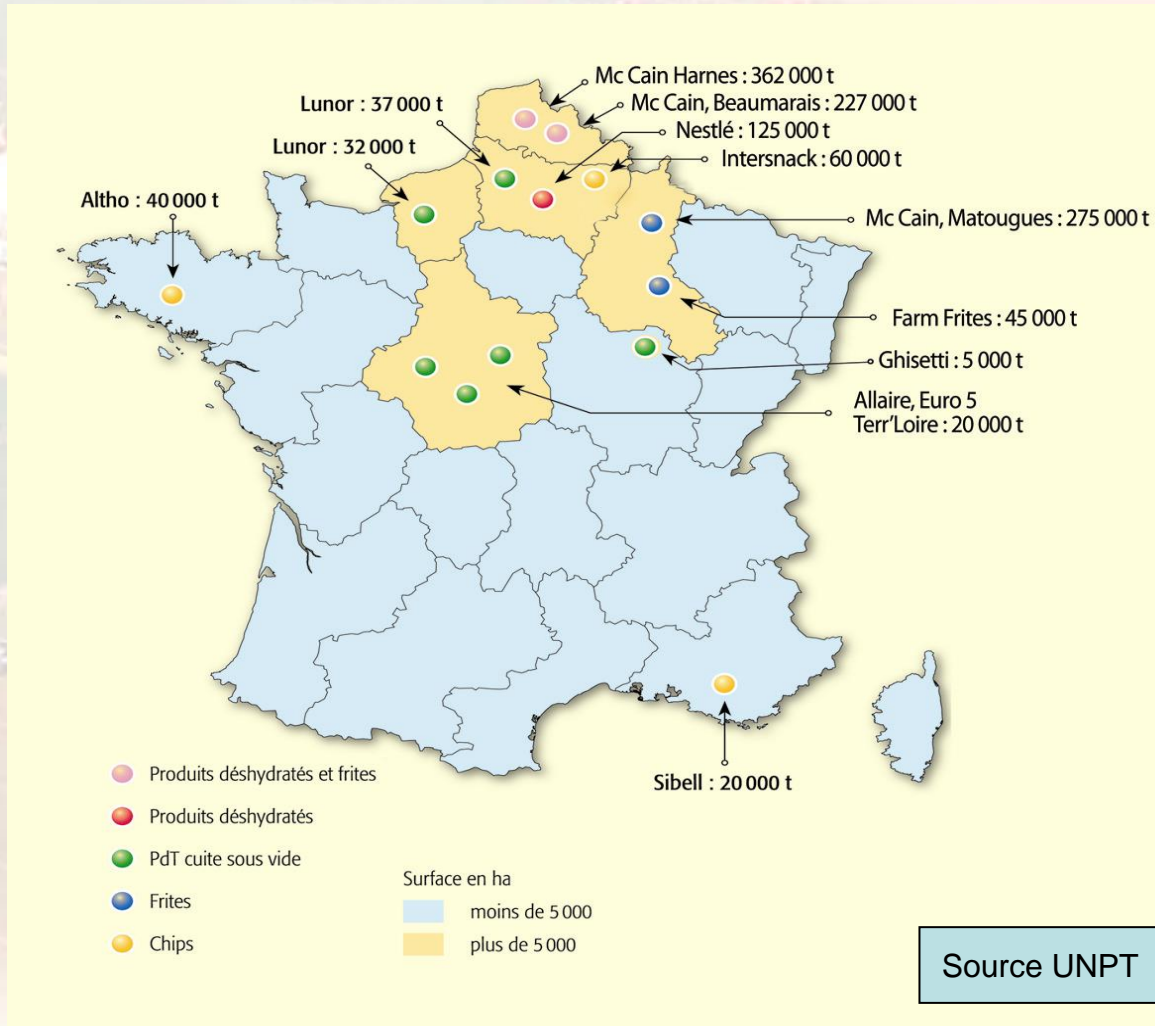 Mc Cain Harnes : 362 000 t
Lunor : 37 000 t
Mc Cain, Beaumarais : 227 000 t
Nestlé : 125 000 t
Lunor : 32 000 t
Intersnack : 60 000 t
Altho : 40 000 t
Mc Cain, Matougues : 275 000 t
Farm Frites : 45 000 t
Ghisetti : 5 000 t
Allaire, Euro 5
Terr'Loire : 20 000 t
Sibell : 20 000 t
Produits déshydratés et frites
Produits déshydratés
PdT cuite sous vide
Frites
Chips
Surface en ha
moins de 5 000
plus de 5 000
Source UNPT